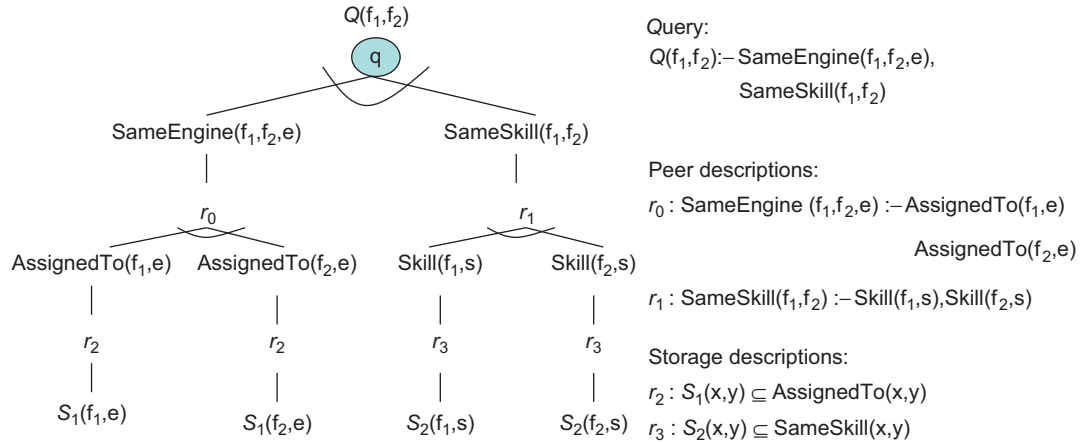 Q(f₁,f₂)
q
SameEngine(f₁,f₂,e)
SameSkill(f₁,f₂)
r₀
r₁
AssignedTo(f₁,e)
AssignedTo(f₂,e)
Skill(f₁,s)
Skill(f₂,s)
r₂
r₂
r₃
r₃
S₁(f₁,e)
S₁(f₂,e)
S₂(f₁,s)
S₂(f₂,s)
Query:
Q(f₁,f₂):–SameEngine(f₁,f₂,e),
SameSkill(f₁,f₂)
Peer descriptions:
r₀ : SameEngine (f₁,f₂,e) :–AssignedTo(f₁,e)
AssignedTo(f₂,e)
r₁ : SameSkill(f₁,f₂) :–Skill(f₁,s),Skill(f₂,s)
Storage descriptions:
r₂ : S₁(x,y) ⊆ AssignedTo(x,y)
r₃ : S₂(x,y) ⊆ SameSkill(x,y)